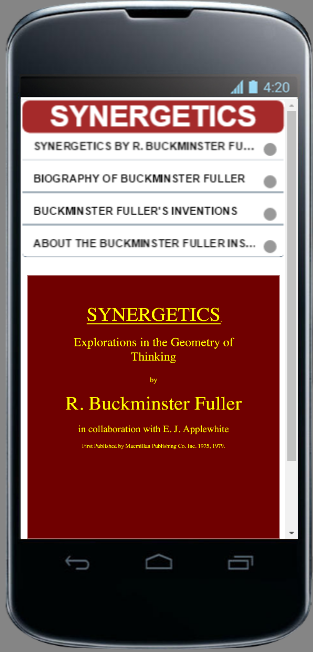 4:20
SYNERGETICS
SYNERGETICS BY R. BUCKMINSTER FU...
BIOGRAPHY OF BUCKMINSTER FULLER
BUCKMINSTER FULLER'S INVENTIONS
ABOUT THE BUCKMINSTER FULLER INS...
SYNERGETICS
Explorations in the Geometry of
Thinking
by
R. Buckminster Fuller
in collaboration with E. J. Applewhite
First Published by Macmillan Publishing Co. Inc. 1975, 1979.